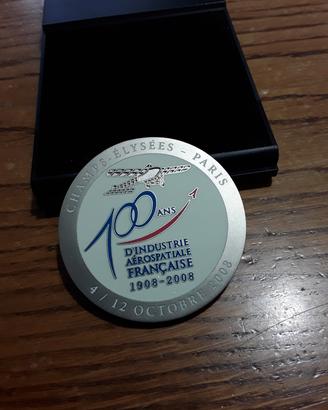 CHAMPS-ÉLYSÉES - PARIS
100 ANS
D'INDUSTRIE
AÉROSPATIALE
FRANÇAISE
1908-2008
4 / 12 OCTOBRE 2008